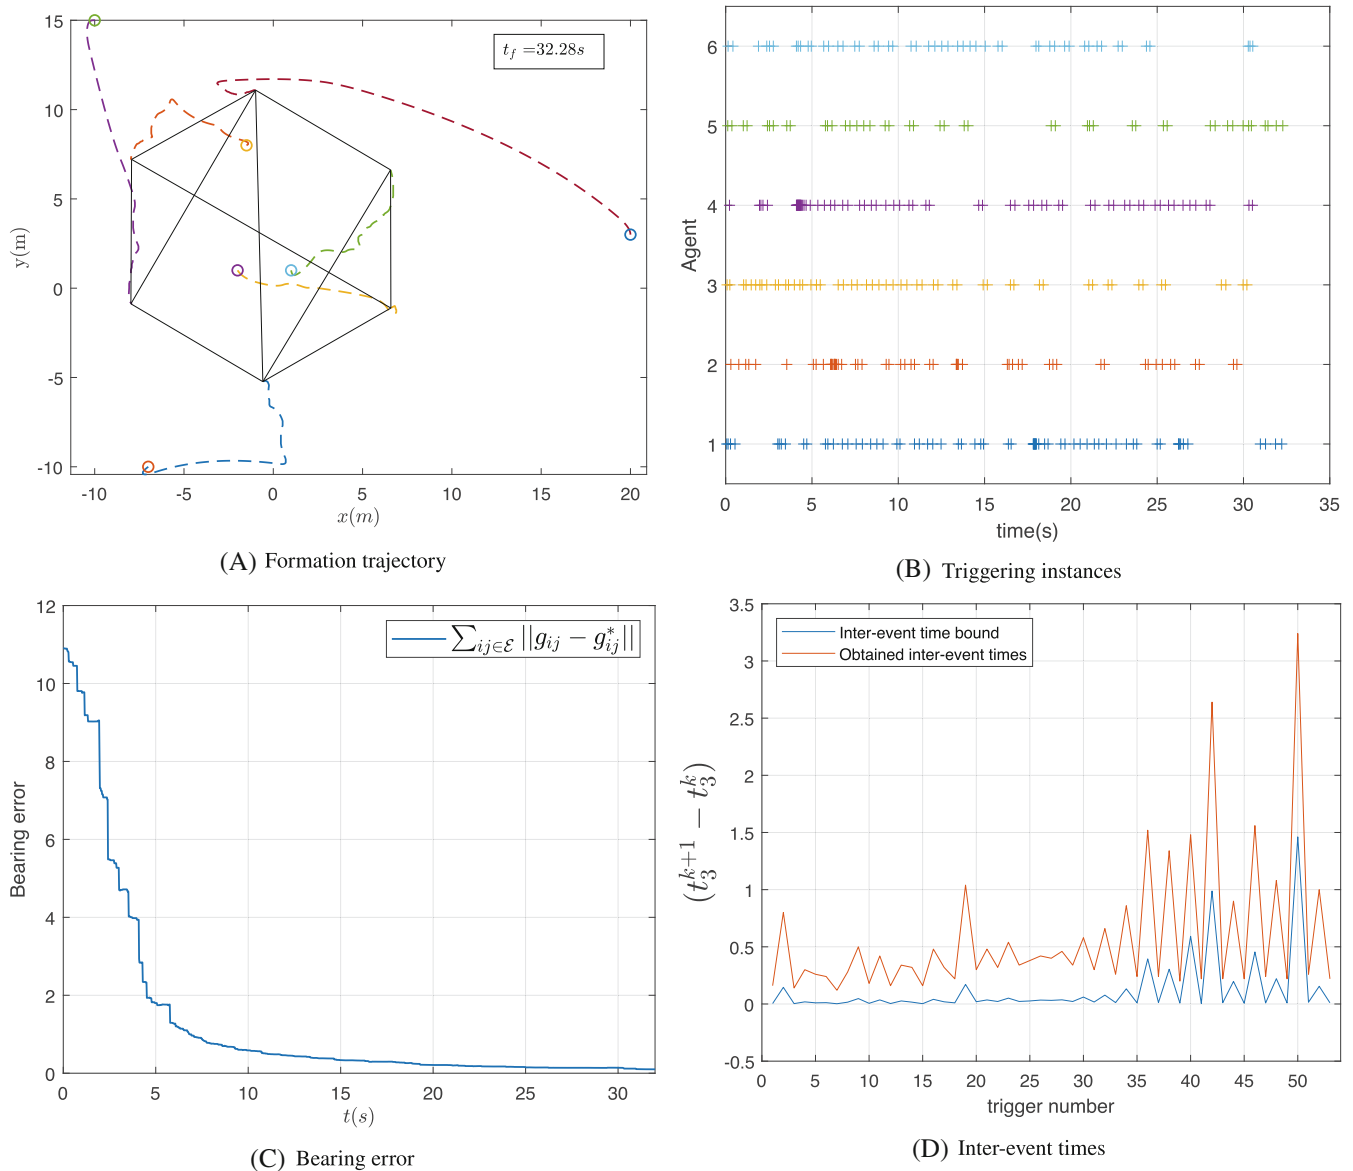 15
10
5
0
-5
-10
y(m)
t_f =32.28s
-10 -5 0 5 10 15 20
x(m)
(A) Formation trajectory
6
5
4
3
2
1
Agent
0 5 10 15 20 25 30 35
time(s)
(B) Triggering instances
12
10
8
6
4
2
0
Bearing error
∑_{ij∈ℰ} ||g_{ij} − g*_{ij}||
0 5 10 15 20 25 30
t(s)
(C) Bearing error
3.5
3
2.5
2
1.5
1
0.5
0
-0.5
(t_3^{k+1} − t_3^k)
Inter-event time bound
Obtained inter-event times
0 5 10 15 20 25 30 35 40 45 50
trigger number
(D) Inter-event times